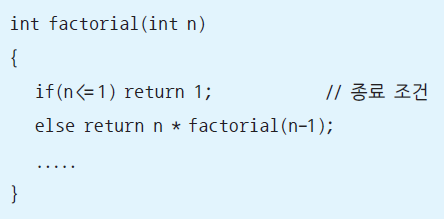 int factorial(int n)
{
if(n<=1) return 1; // 종료 조건
else return n * factorial(n-1);
.....
}